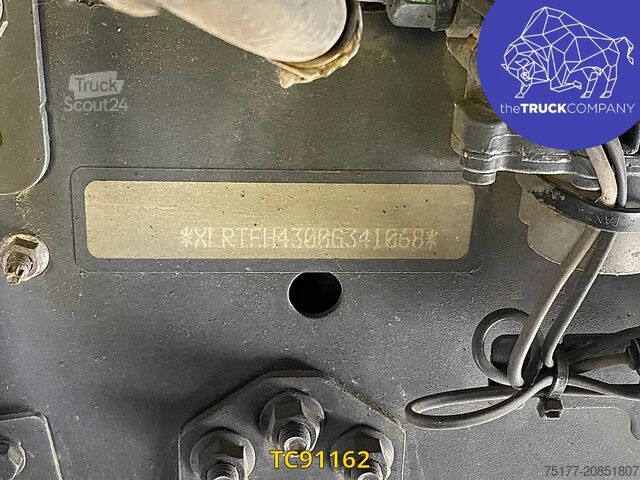 Truck
Scout24
theTRUCKCOMPANY
*XLRTEH4300G341068*
TC91162
75177-20851807